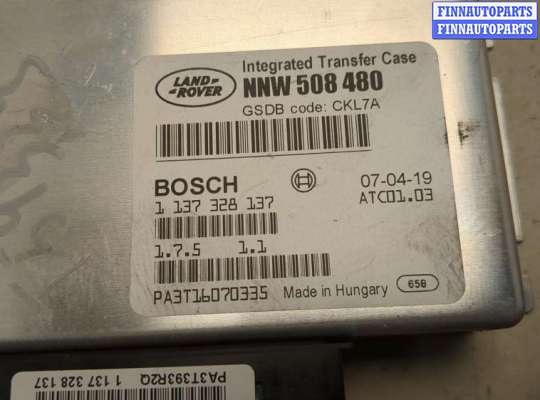 FINNAUTOPARTS
FINNAUTOPARTS
LAND-
-ROVER
Integrated Transfer Case
NNW 508 480
GSDB code: CKL7A
BOSCH
07-04-19
1 137 328 137
ATC01.03
1.7.5 1.1
PA3T16070335
Made in Hungary
658
PA3T393R2Q
1 137 328 137